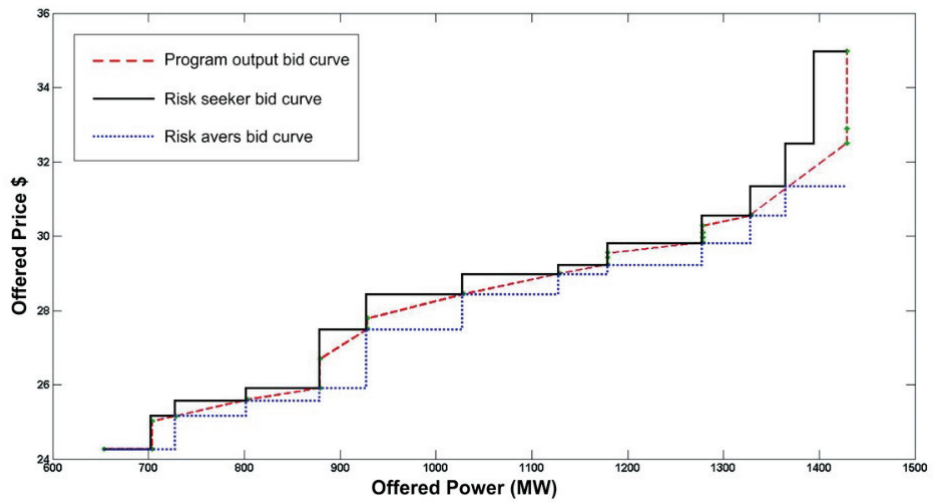 36
34
32
30
28
26
24
Offered Price $
Program output bid curve
Risk seeker bid curve
Risk avers bid curve
600 700 800 900 1000 1100 1200 1300 1400 1500
Offered Power (MW)